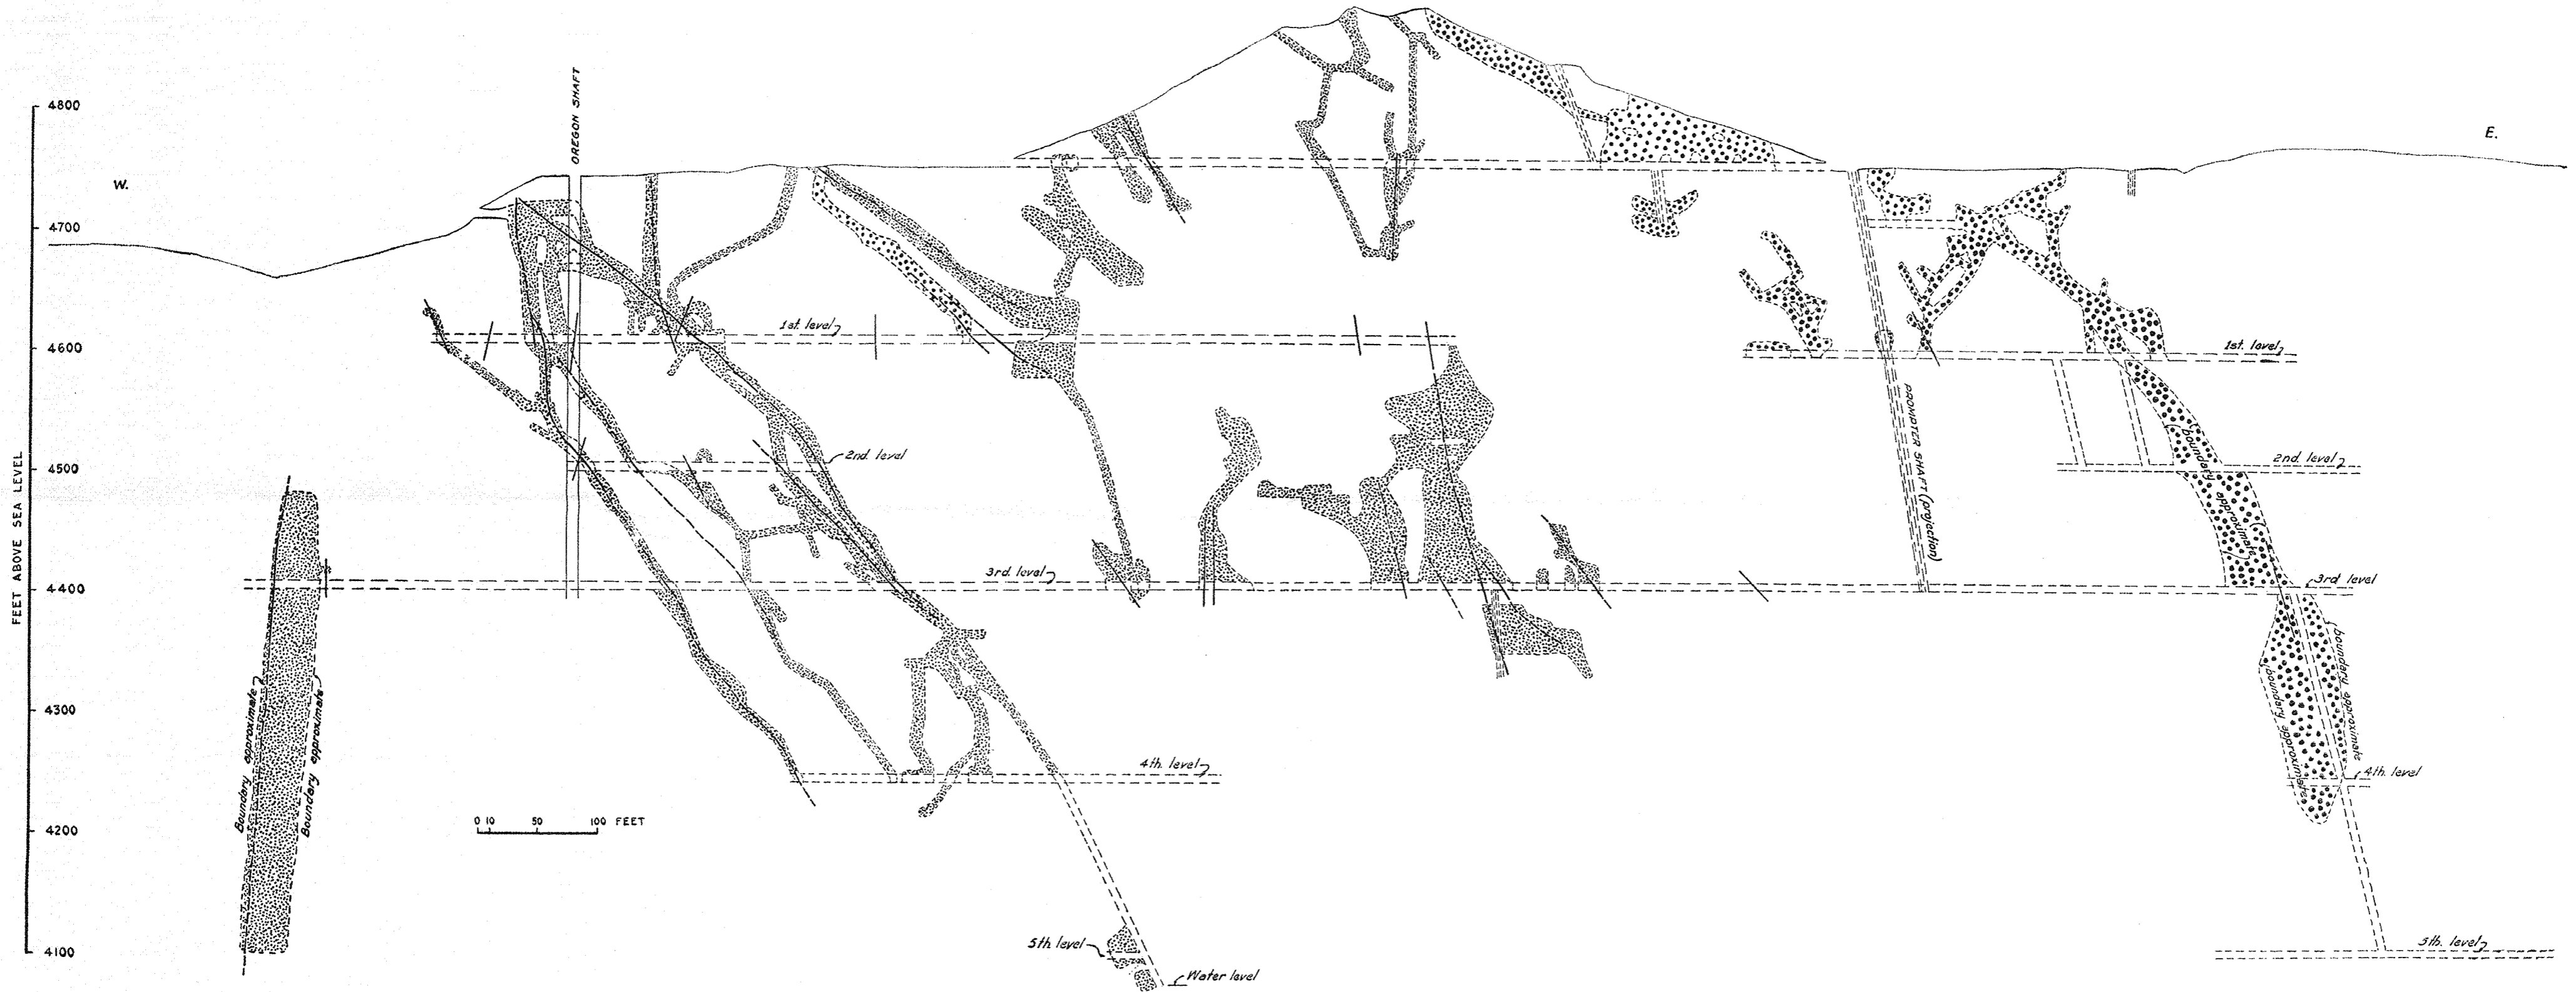 FEET ABOVE SEA LEVEL
4800
4700
4600
4500
4400
4300
4200
4100
W.
E.
OREGON SHAFT
PROMOTER SHAFT (projection)
1st. level
1st. level
2nd. level
2nd. level
3rd. level
3rd level
4th. level
4th. level
5th level
5th. level
Water level
Boundary approximate
Boundary approximate
boundary approximate
boundary approximate
boundary approximate
0 10 50 100 FEET